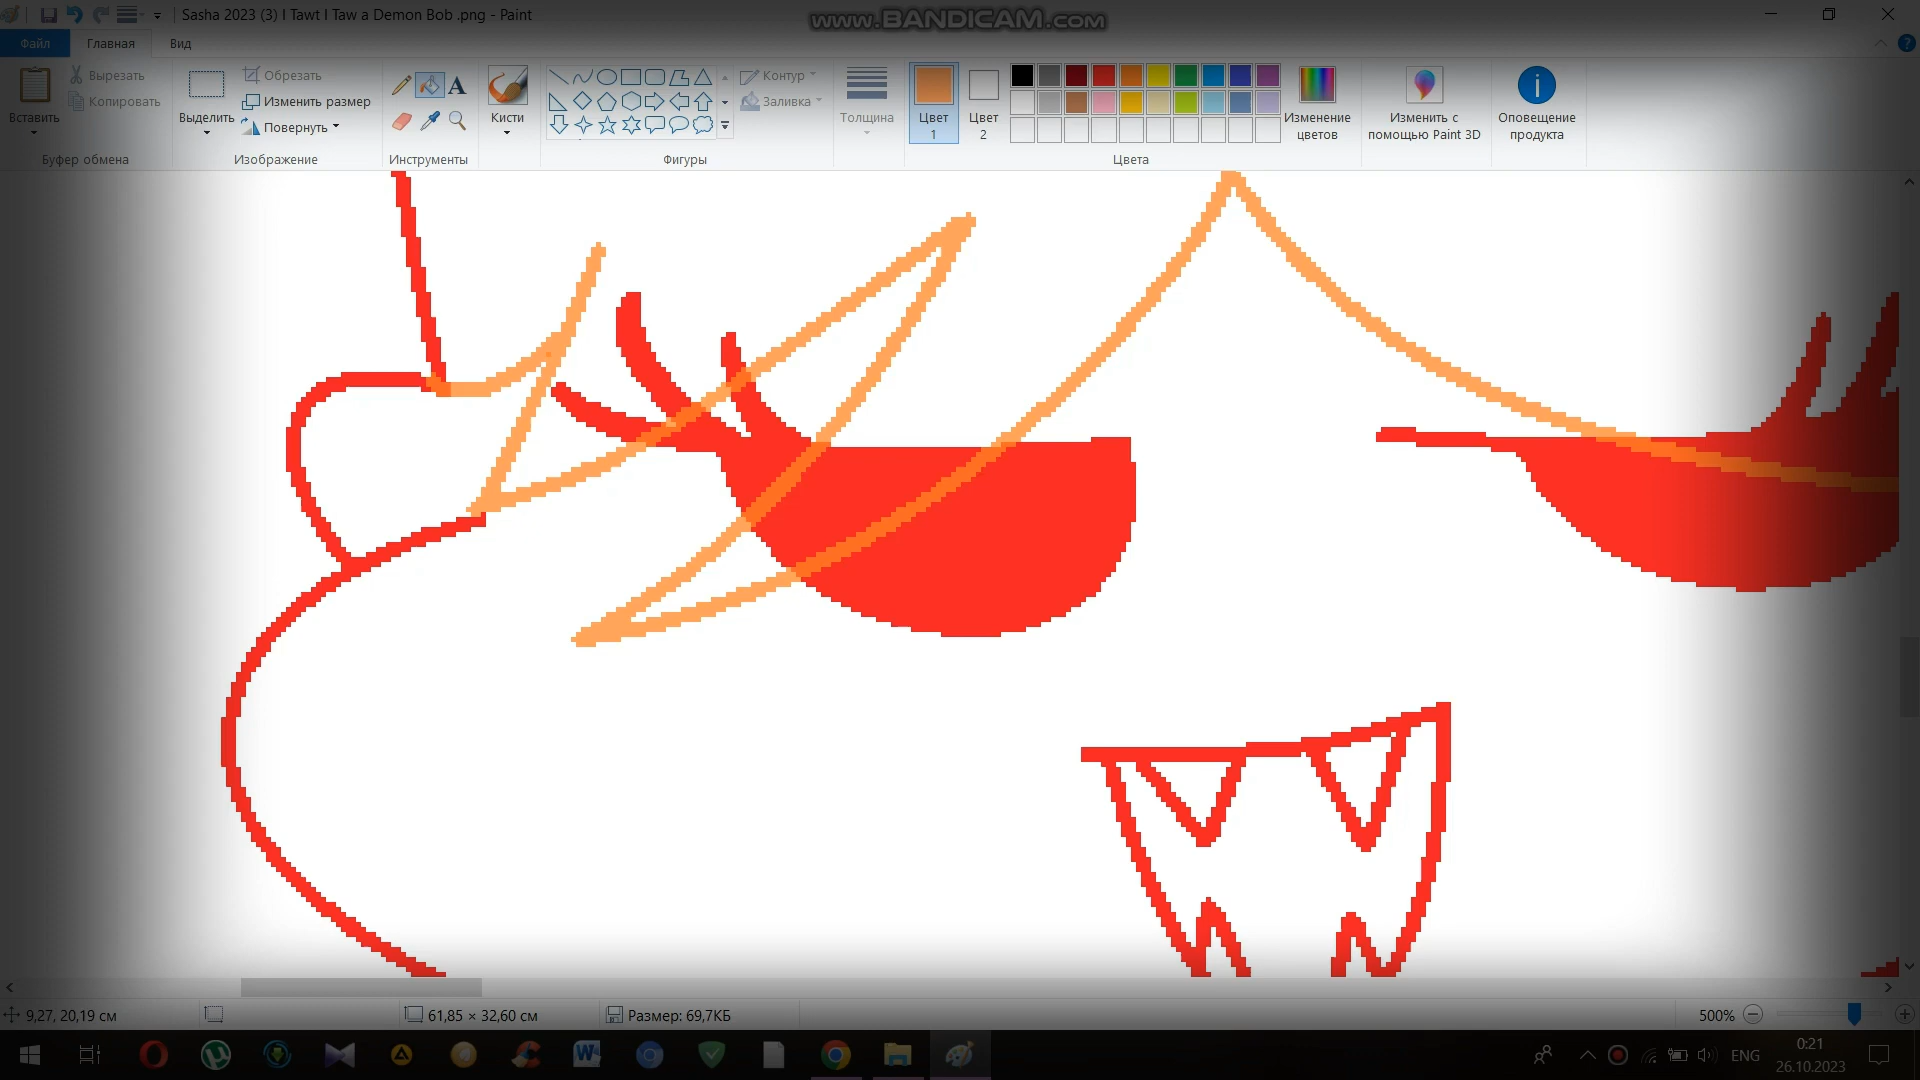 Sasha 2023 (3) I Tawt I Taw a Demon Bob .png - Paint
www.BANDICAM.com
Файл
Главная
Вид
Вставить
Вырезать
Копировать
Буфер обмена
Выделить
Обрезать
Изменить размер
Повернуть
Изображение
A
Инструменты
Кисти
Контур
Заливка
Фигуры
Толщина
Цвет 1
Цвет 2
Изменение цветов
Цвета
Изменить с помощью Paint 3D
Оповещение продукта
9,27, 20,19 см
61,85 × 32,60 см
Размер: 69,7КБ
500%
ENG
0:21
26.10.2023